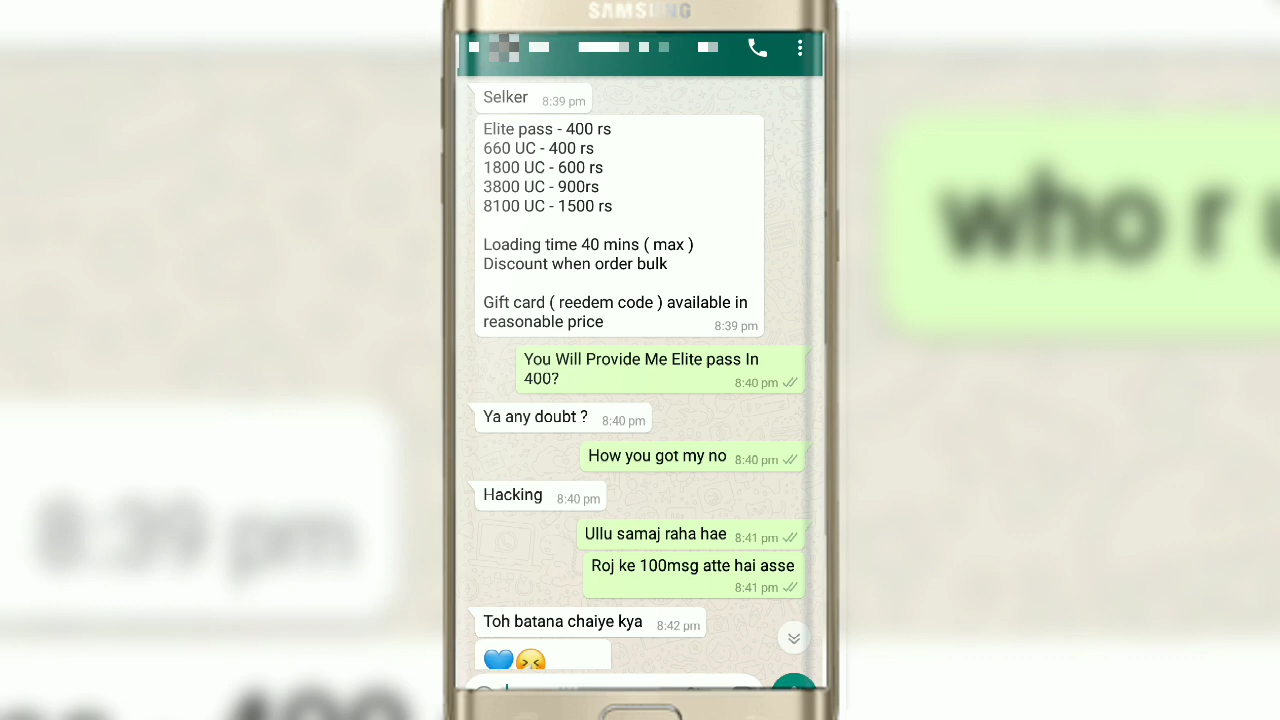 SAMSUNG
Selker 8:39 pm
Elite pass - 400 rs
660 UC - 400 rs
1800 UC - 600 rs
3800 UC - 900rs
8100 UC - 1500 rs
Loading time 40 mins ( max )
Discount when order bulk
Gift card ( reedem code ) available in
reasonable price 8:39 pm
You Will Provide Me Elite pass In
400? 8:40 pm
Ya any doubt ? 8:40 pm
How you got my no 8:40 pm
Hacking 8:40 pm
Ullu samaj raha hae 8:41 pm
Roj ke 100msg atte hai asse
8:41 pm
Toh batana chaiye kya 8:42 pm
💙😝
who r u
8:39 pm
400